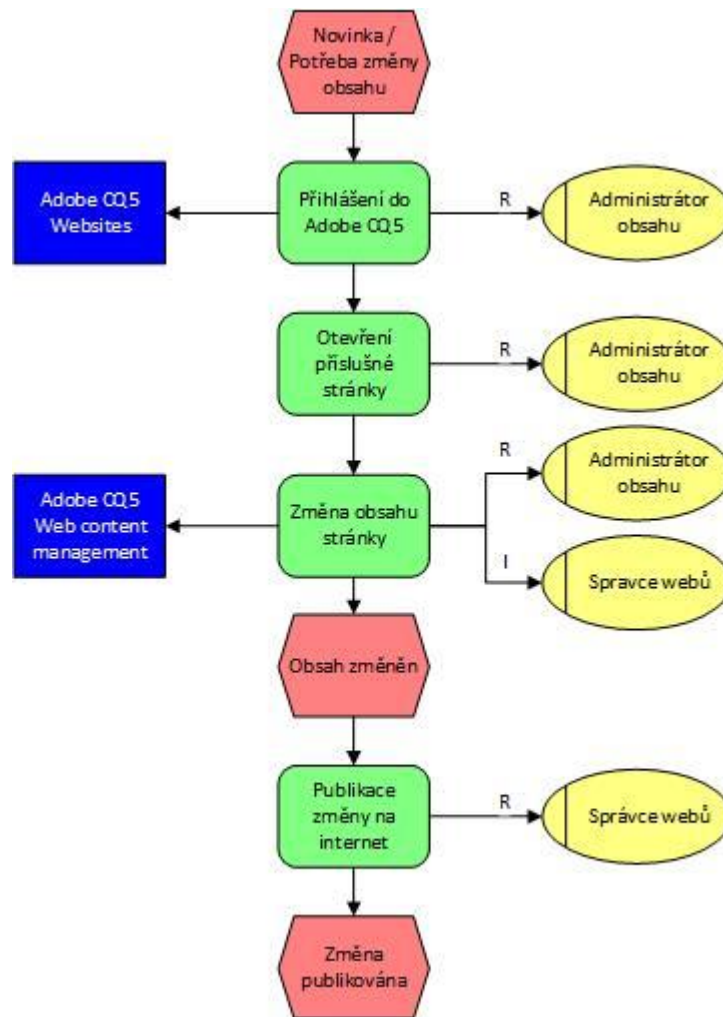 Novinka /
Potřeba změny
obsahu
Adobe CQ5
Websites
Přihlášení do
Adobe CQ5
R
Administrátor
obsahu
Otevření
příslušné
stránky
R
Administrátor
obsahu
Adobe CQ5
Web content
management
Změna obsahu
stránky
R
Administrátor
obsahu
I
Spravce webů
Obsah změněn
Publikace
změny na
internet
R
Správce webů
Změna
publikována